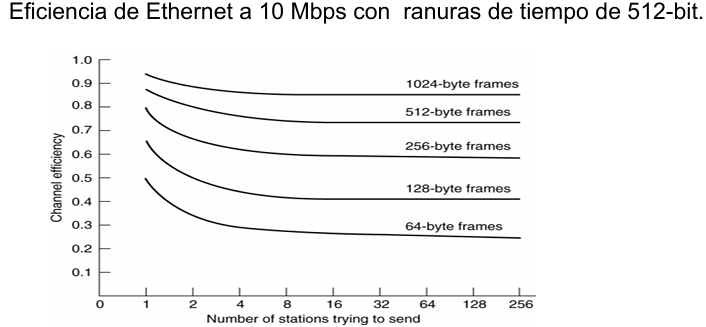 Eficiencia de Ethernet a 10 Mbps con ranuras de tiempo de 512-bit.
1.0
0.9
0.8
0.7
0.6
0.5
0.4
0.3
0.2
0.1
Channel efficiency
1024-byte frames
512-byte frames
256-byte frames
128-byte frames
64-byte frames
0 1 2 4 8 16 32 64 128 256
Number of stations trying to send